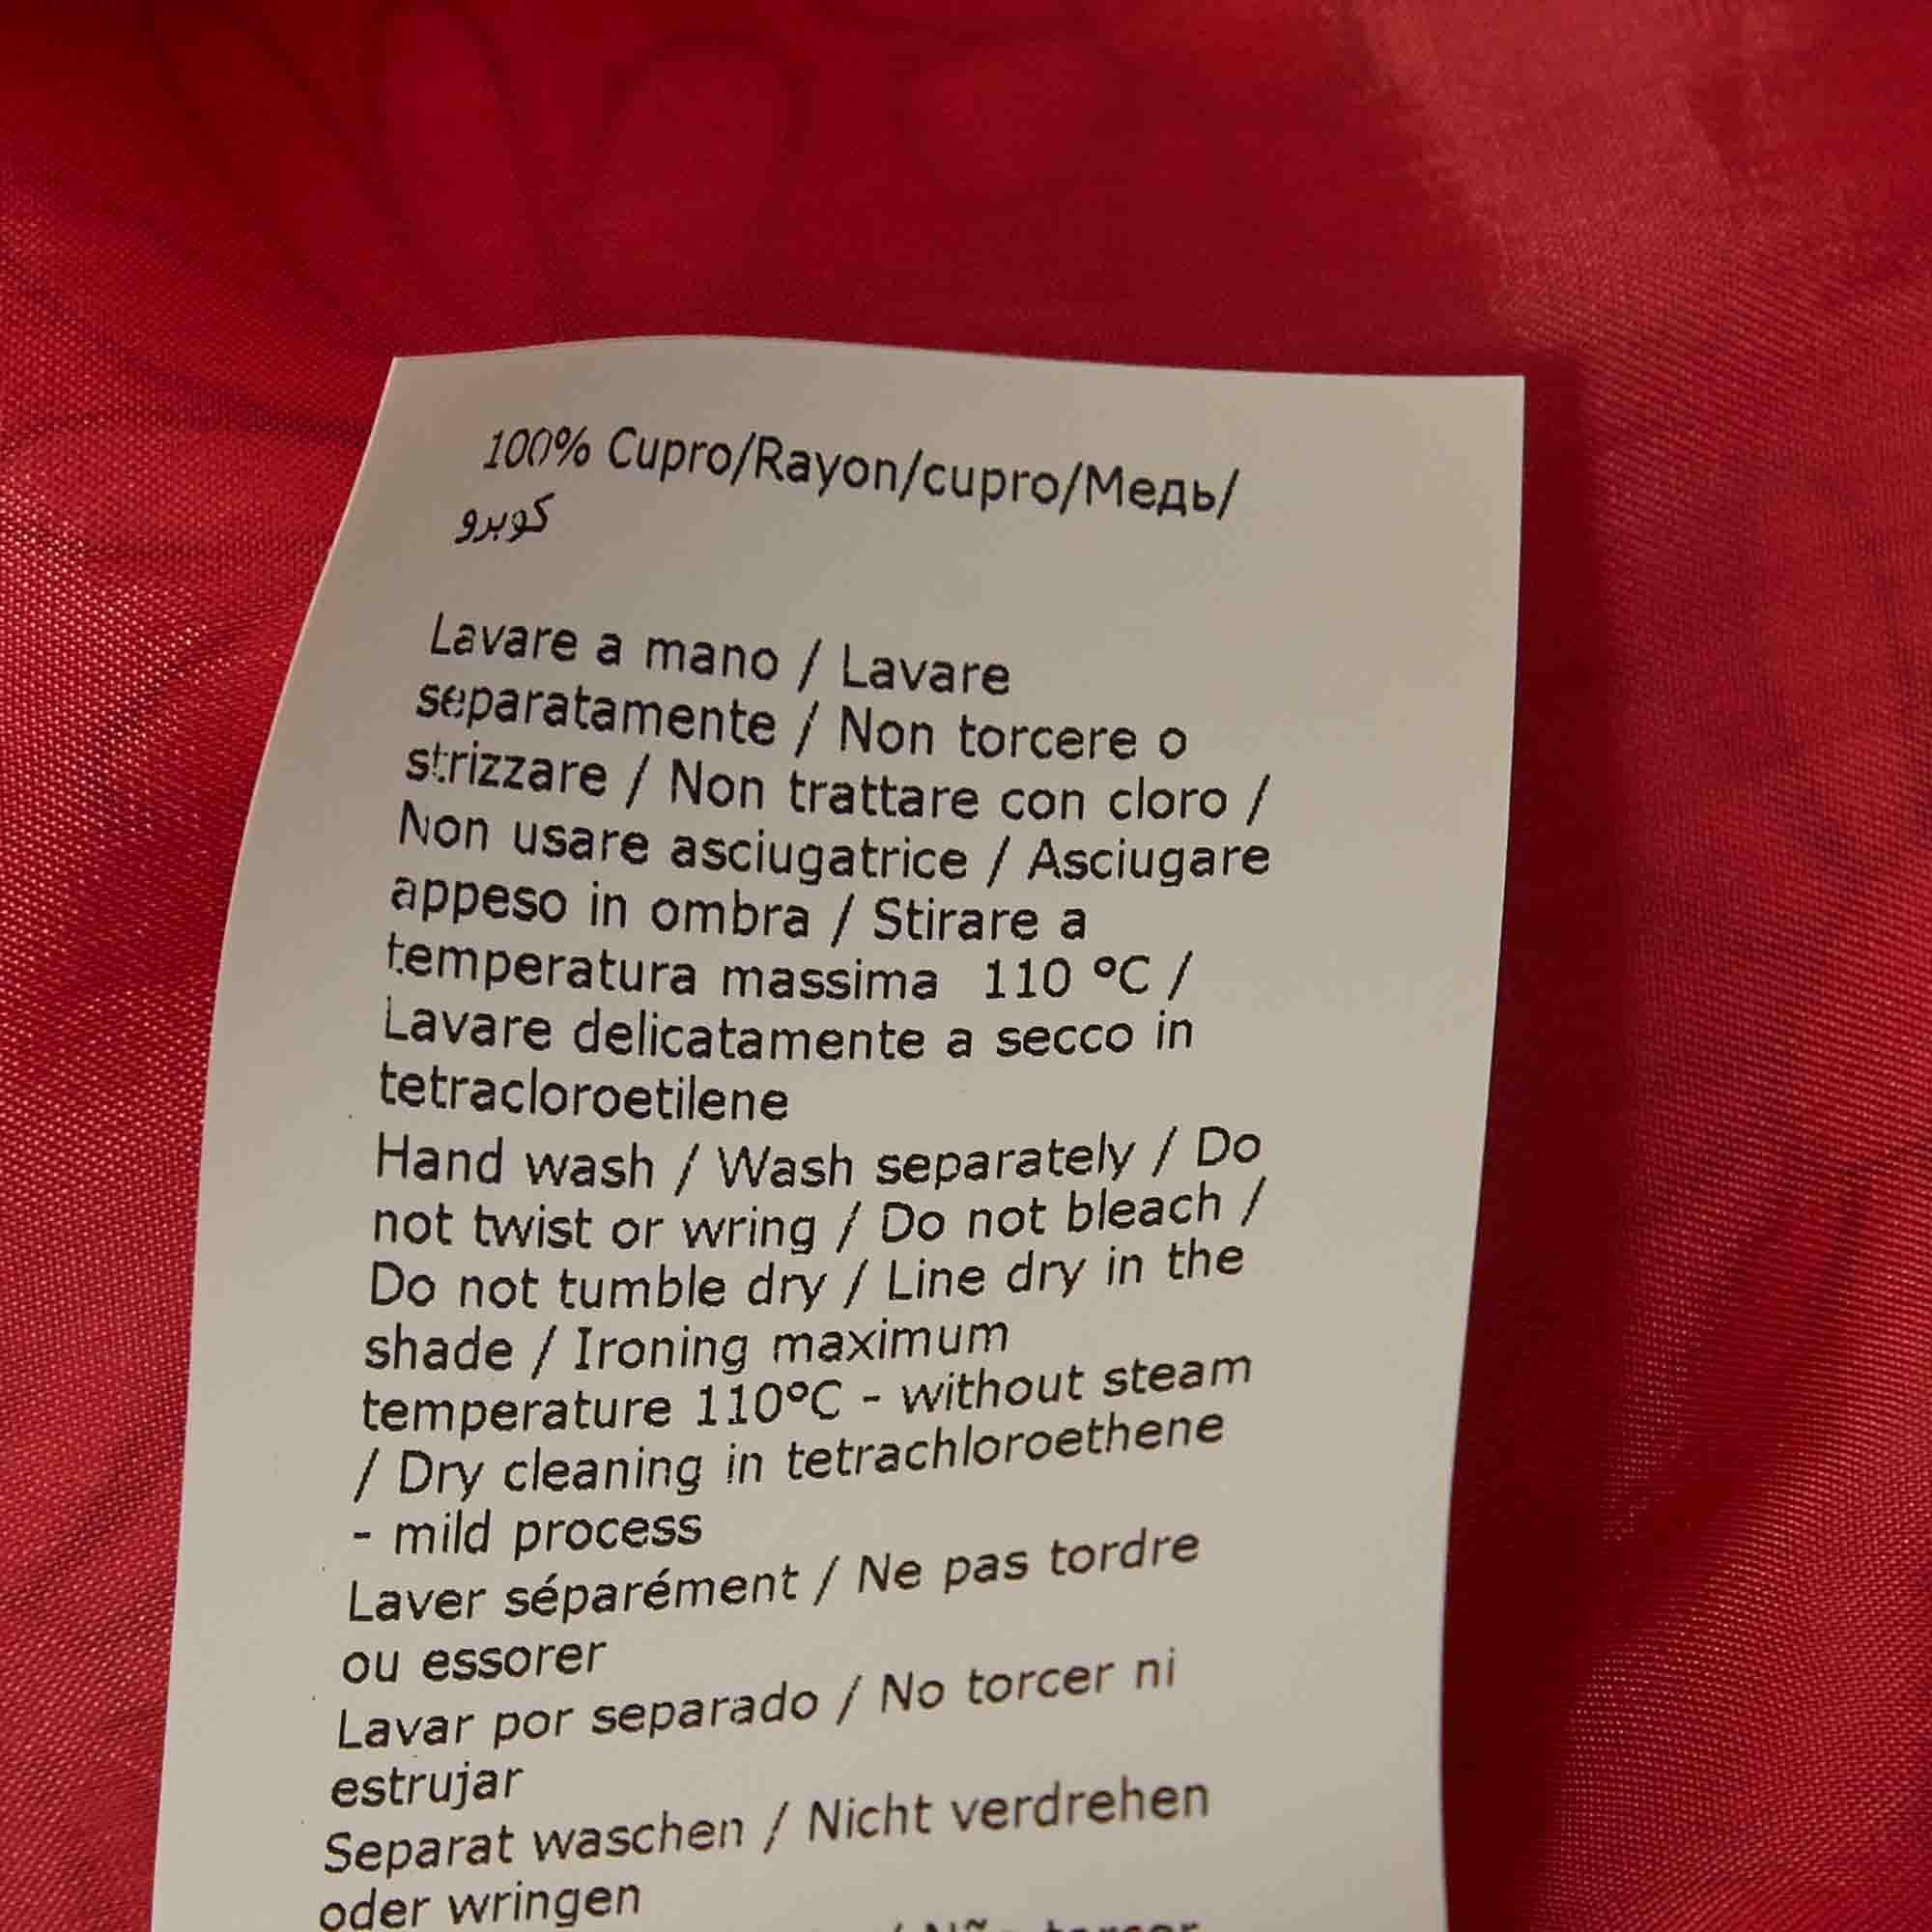 100% Cupro/Rayon/cupro/Медь/
كوبرو
Lavare a mano / Lavare
separatamente / Non torcere o
strizzare / Non trattare con cloro /
Non usare asciugatrice / Asciugare
appeso in ombra / Stirare a
temperatura massima 110 °C /
Lavare delicatamente a secco in
tetracloroetilene
Hand wash / Wash separately / Do
not twist or wring / Do not bleach /
Do not tumble dry / Line dry in the
shade / Ironing maximum
temperature 110°C - without steam
/ Dry cleaning in tetrachloroethene
- mild process
Laver séparément / Ne pas tordre
ou essorer
Lavar por separado / No torcer ni
estrujar
Separat waschen / Nicht verdrehen
oder wringen